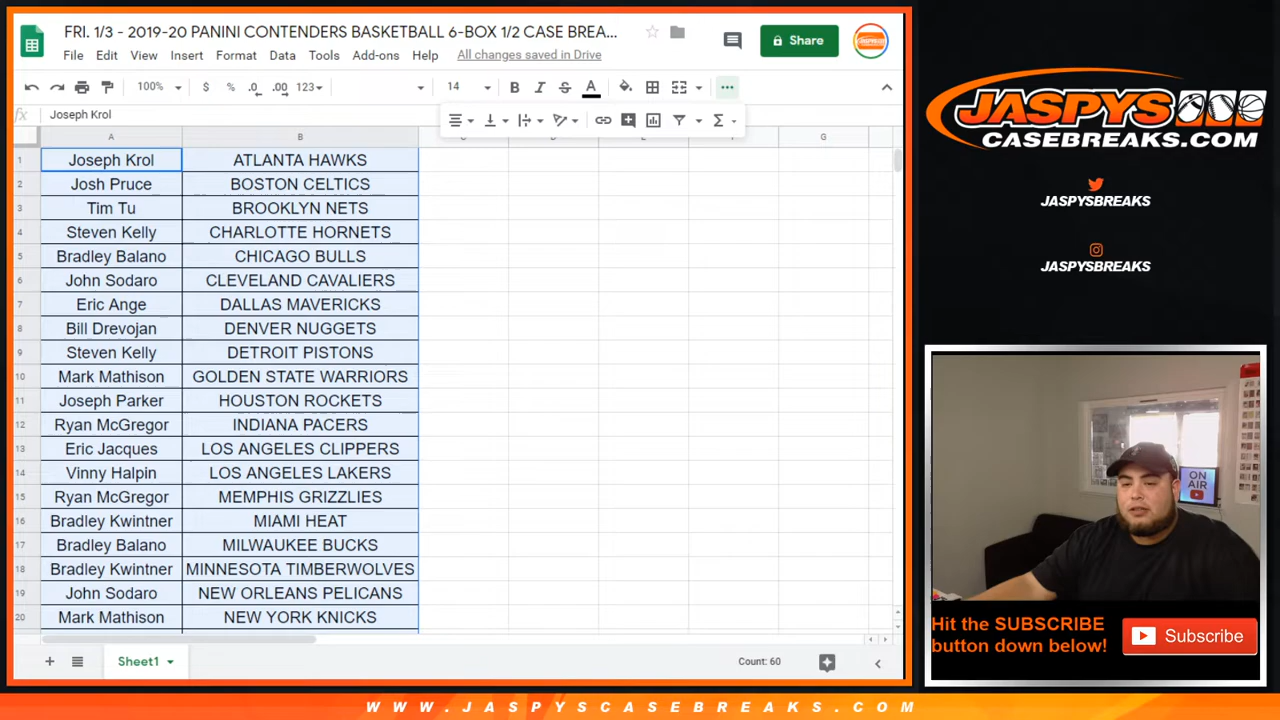 FRI. 1/3 - 2019-20 PANINI CONTENDERS BASKETBALL 6-BOX 1/2 CASE BREA...
File Edit View Insert Format Data Tools Add-ons Help All changes saved in Drive
Share
100% $ % .0 .00 123 14 B I S A
fx Joseph Krol
A B G
1 Joseph Krol ATLANTA HAWKS
2 Josh Pruce BOSTON CELTICS
3 Tim Tu BROOKLYN NETS
4 Steven Kelly CHARLOTTE HORNETS
5 Bradley Balano CHICAGO BULLS
6 John Sodaro CLEVELAND CAVALIERS
7 Eric Ange DALLAS MAVERICKS
8 Bill Drevojan DENVER NUGGETS
9 Steven Kelly DETROIT PISTONS
10 Mark Mathison GOLDEN STATE WARRIORS
11 Joseph Parker HOUSTON ROCKETS
12 Ryan McGregor INDIANA PACERS
13 Eric Jacques LOS ANGELES CLIPPERS
14 Vinny Halpin LOS ANGELES LAKERS
15 Ryan McGregor MEMPHIS GRIZZLIES
16 Bradley Kwintner MIAMI HEAT
17 Bradley Balano MILWAUKEE BUCKS
18 Bradley Kwintner MINNESOTA TIMBERWOLVES
19 John Sodaro NEW ORLEANS PELICANS
20 Mark Mathison NEW YORK KNICKS
Sheet1
Count: 60
JASPYS
CASEBREAKS.COM
JASPYSBREAKS
JASPYSBREAKS
ON
AIR
Hit the SUBSCRIBE
button down below!
Subscribe
WWW.JASPYSCASEBREAKS.COM